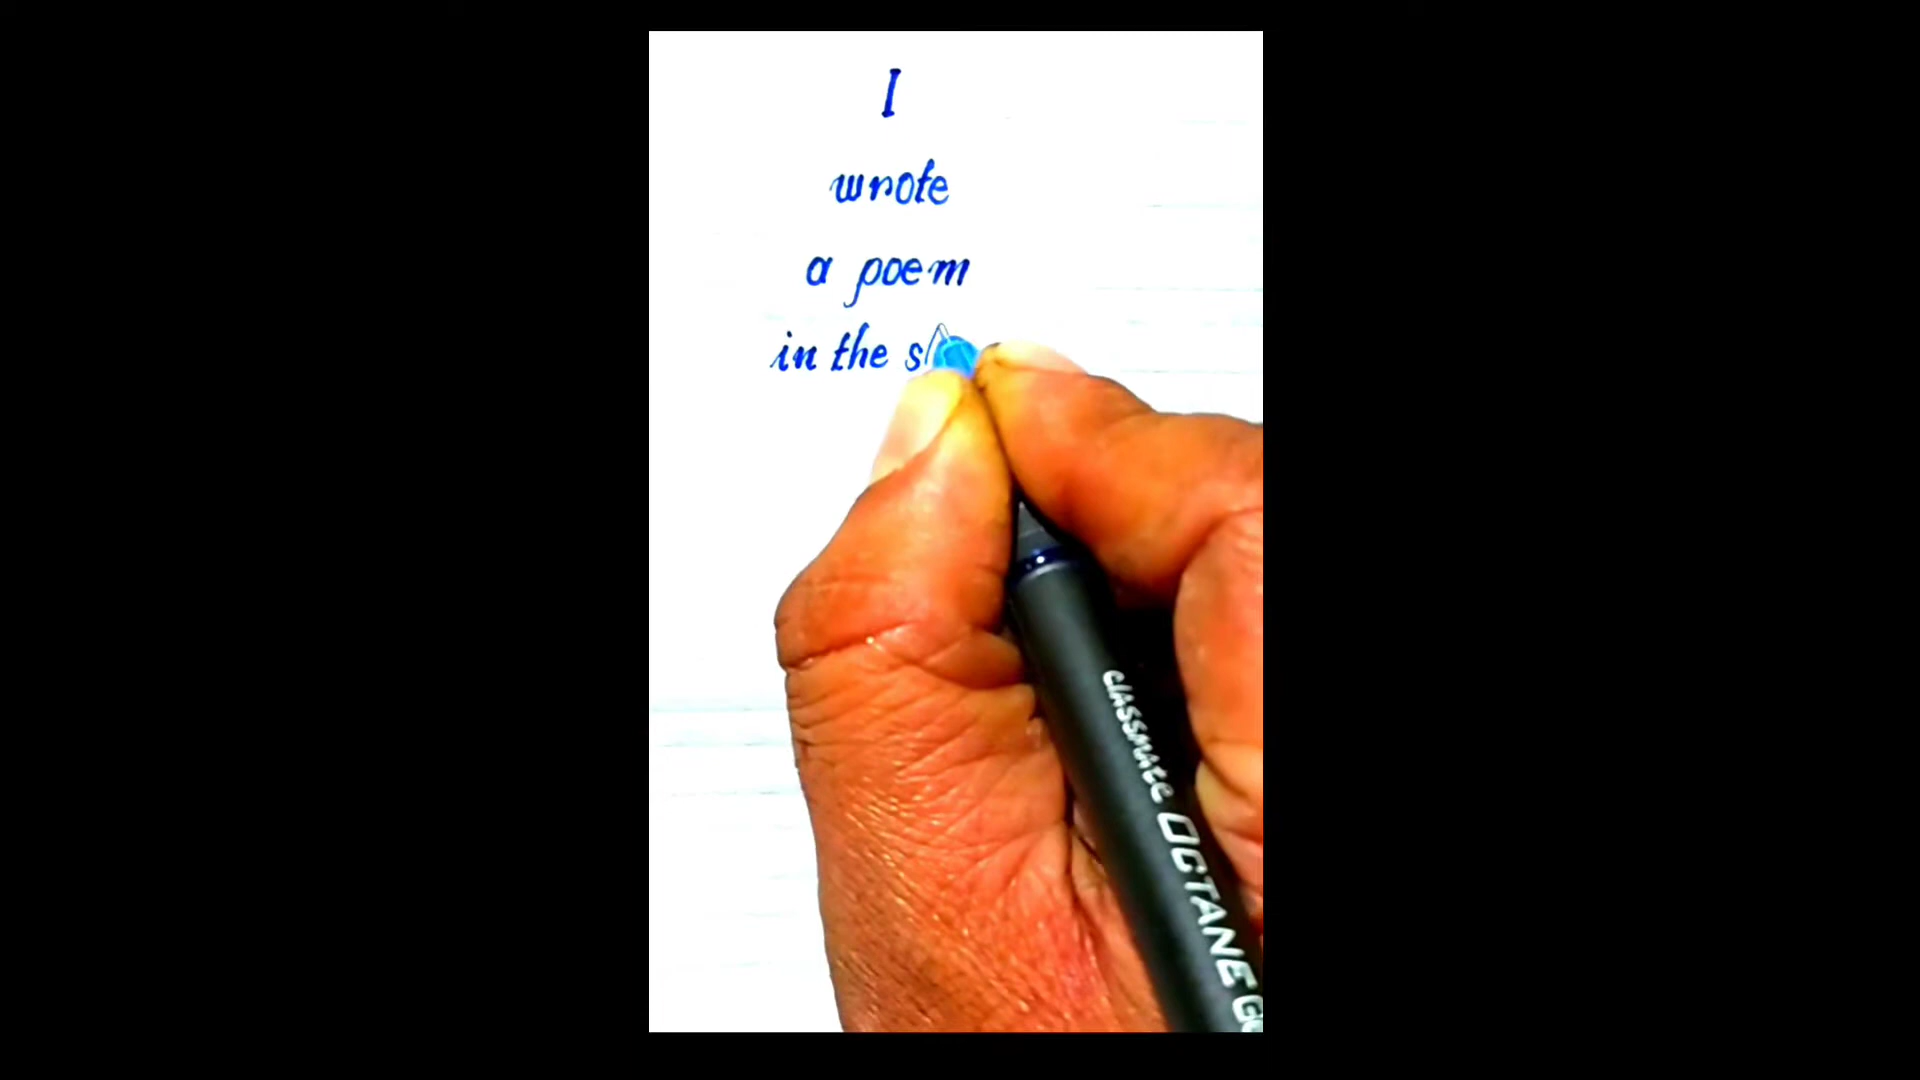 I
wrote
a poem
in the s
classmate OCTANE